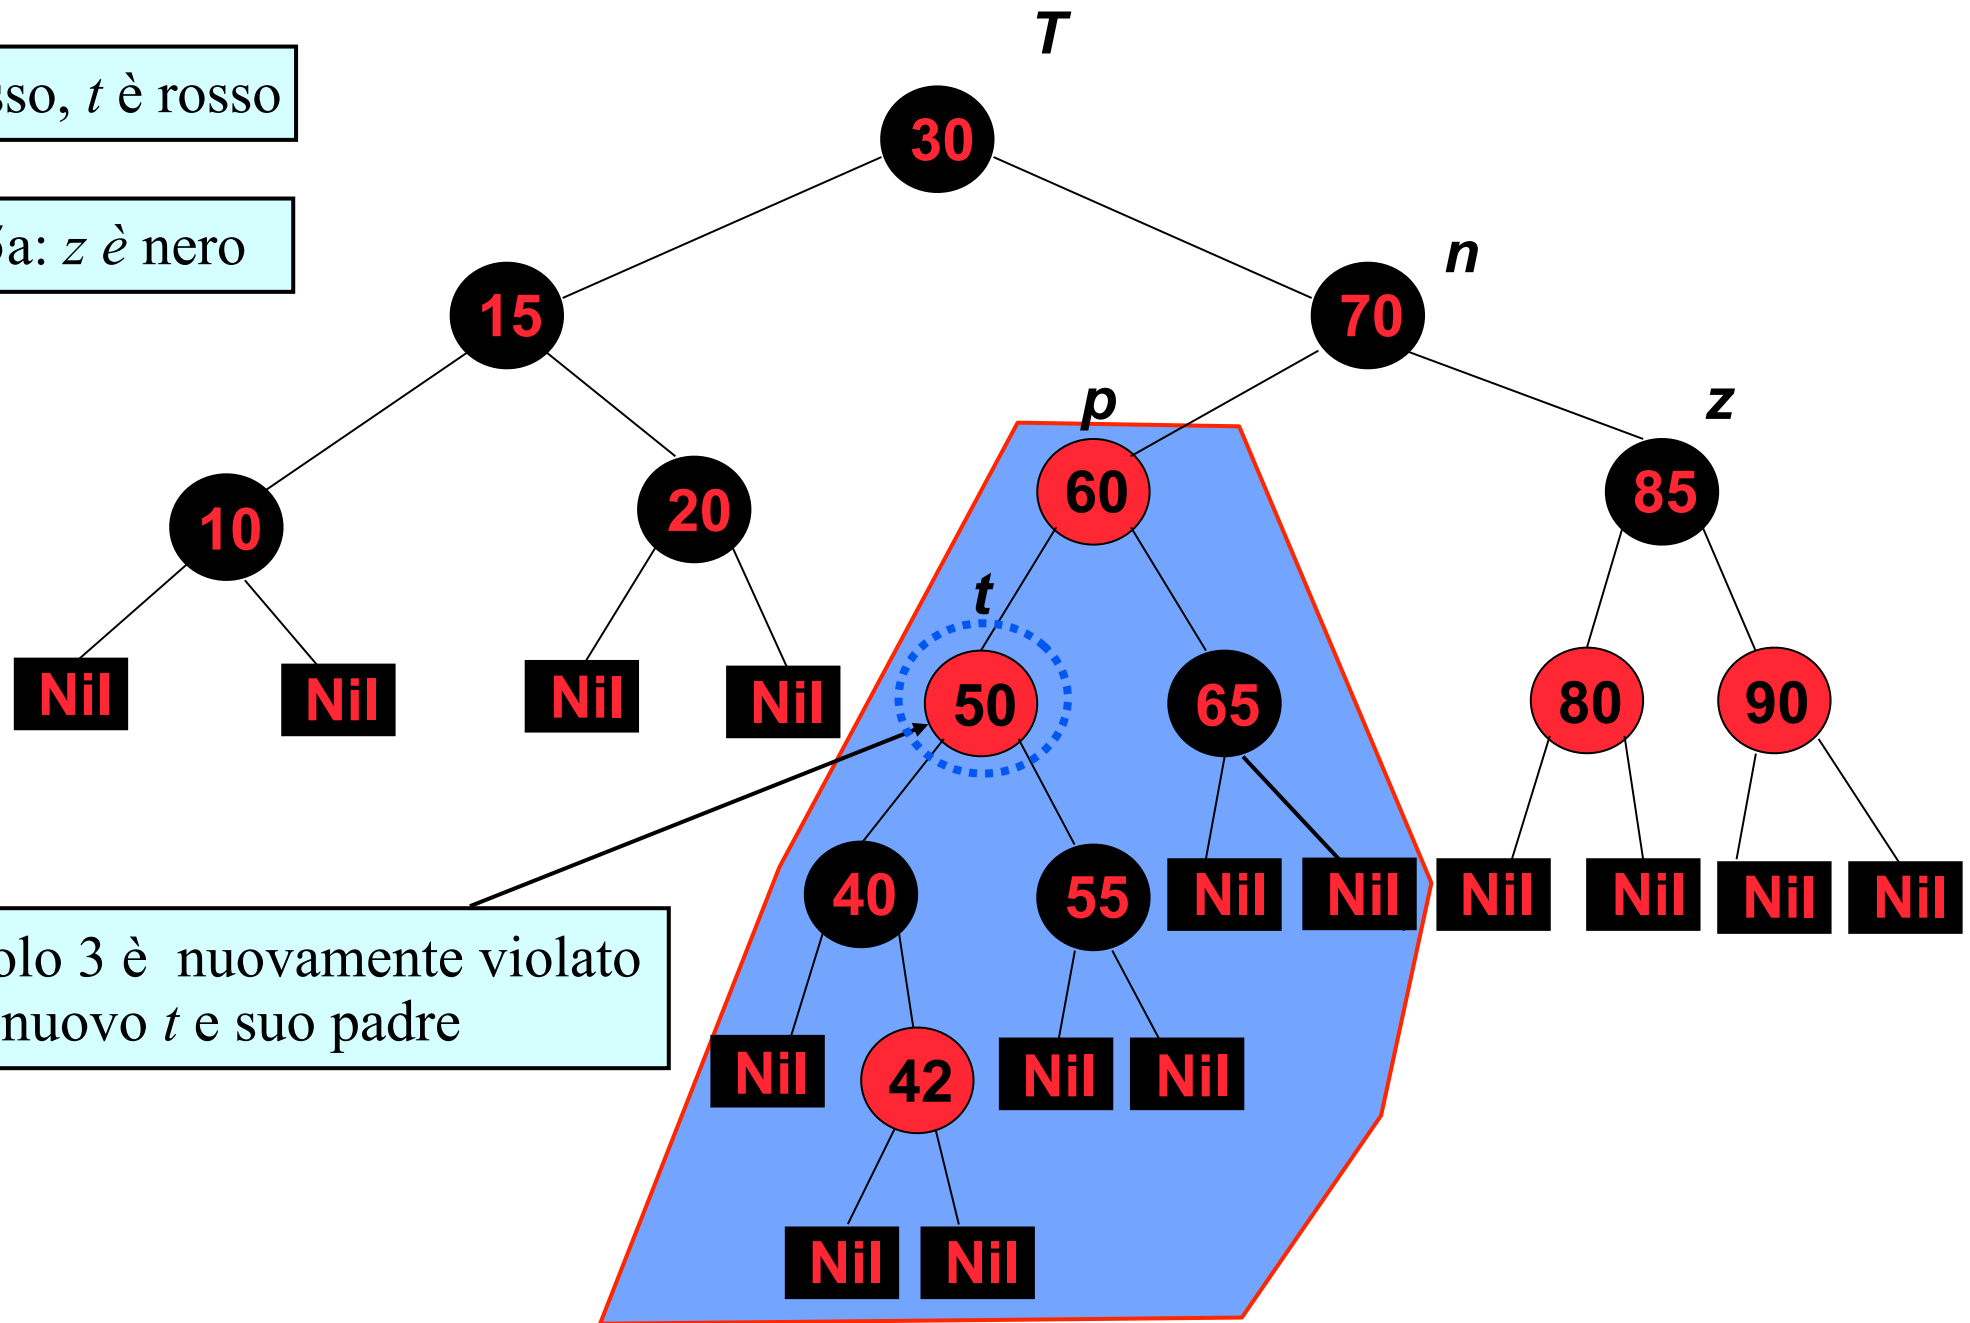 T
sso, t è rosso
30
5a: z è nero
n
15
70
p
z
10
20
60
85
t
Nil Nil Nil Nil
50
65
80
90
40
55
Nil Nil Nil Nil Nil Nil
olo 3 è nuovamente violato
nuovo t e suo padre
Nil
42
Nil Nil
Nil Nil